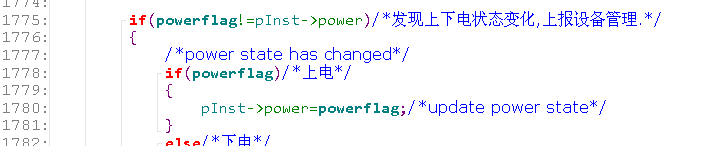 1774:
1775: if(powerflag!=pInst->power)/*发现上下电状态变化,上报设备管理.*/
1776: {
1777: /*power state has changed*/
1778: if(powerflag)/*上电*/
1779: {
1780: pInst->power=powerflag;/*update power state*/
1781: }
1782: else/*下电*/